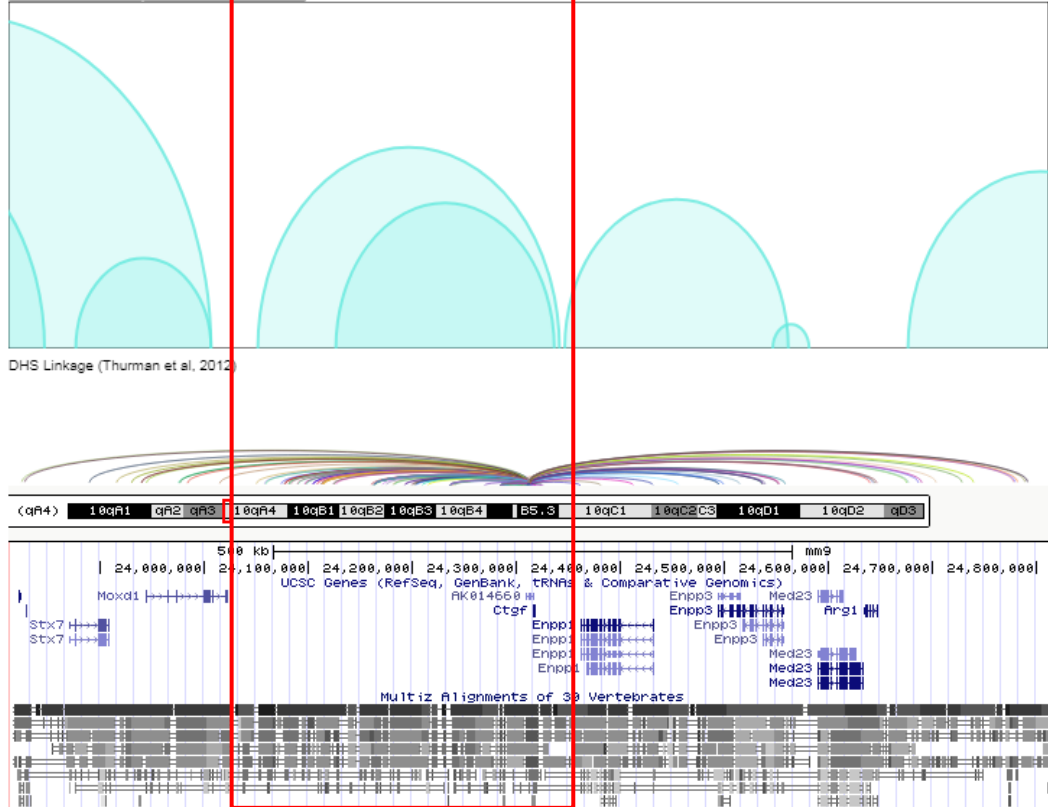 DHS Linkage (Thurman et al, 2012)
(qA4) 10qA1 qA2 qA3 10qA4 10qB1 10qB2 10qB3 10qB4 B5.3 10qC1 10qC2 C3 10qD1 10qD2 qD3
500 kb mm9
24,000,000 24,100,000 24,200,000 24,300,000 24,400,000 24,500,000 24,600,000 24,700,000 24,800,000
UCSC Genes (RefSeq, GenBank, tRNAs & Comparative Genomics)
Moxd1 AK014660 Enpp3 Med23
Ctgf Enpp3 Arg1
Stx7 Enpp1 Enpp3
Stx7 Enpp1 Enpp3
Enpp1 Med23
Enpp1 Med23
Med23
Multiz Alignments of 30 Vertebrates